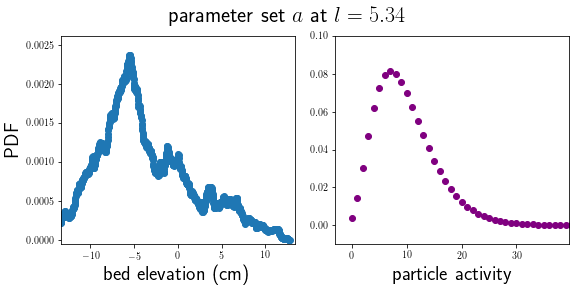 parameter set a at l = 5.34
PDF
0.0025
0.0020
0.0015
0.0010
0.0005
0.0000
−10 −5 0 5 10
bed elevation (cm)
0.10
0.08
0.06
0.04
0.02
0.00
0 10 20 30
particle activity